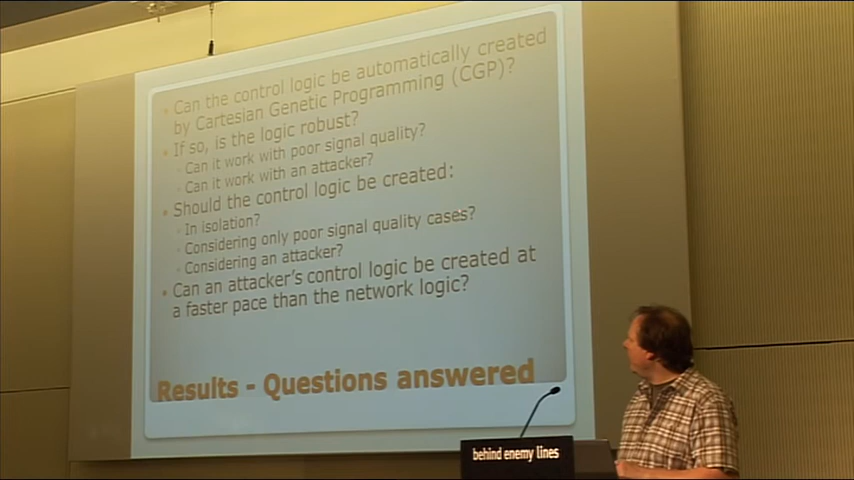 Can the control logic be automatically created
by Cartesian Genetic Programming (CGP)?
If so, is the logic robust?
Can it work with poor signal quality?
Can it work with an attacker?
Should the control logic be created:
In isolation?
Considering only poor signal quality cases?
Considering an attacker?
Can an attacker's control logic be created at
a faster pace than the network logic?
Results - Questions answered
behind enemy lines